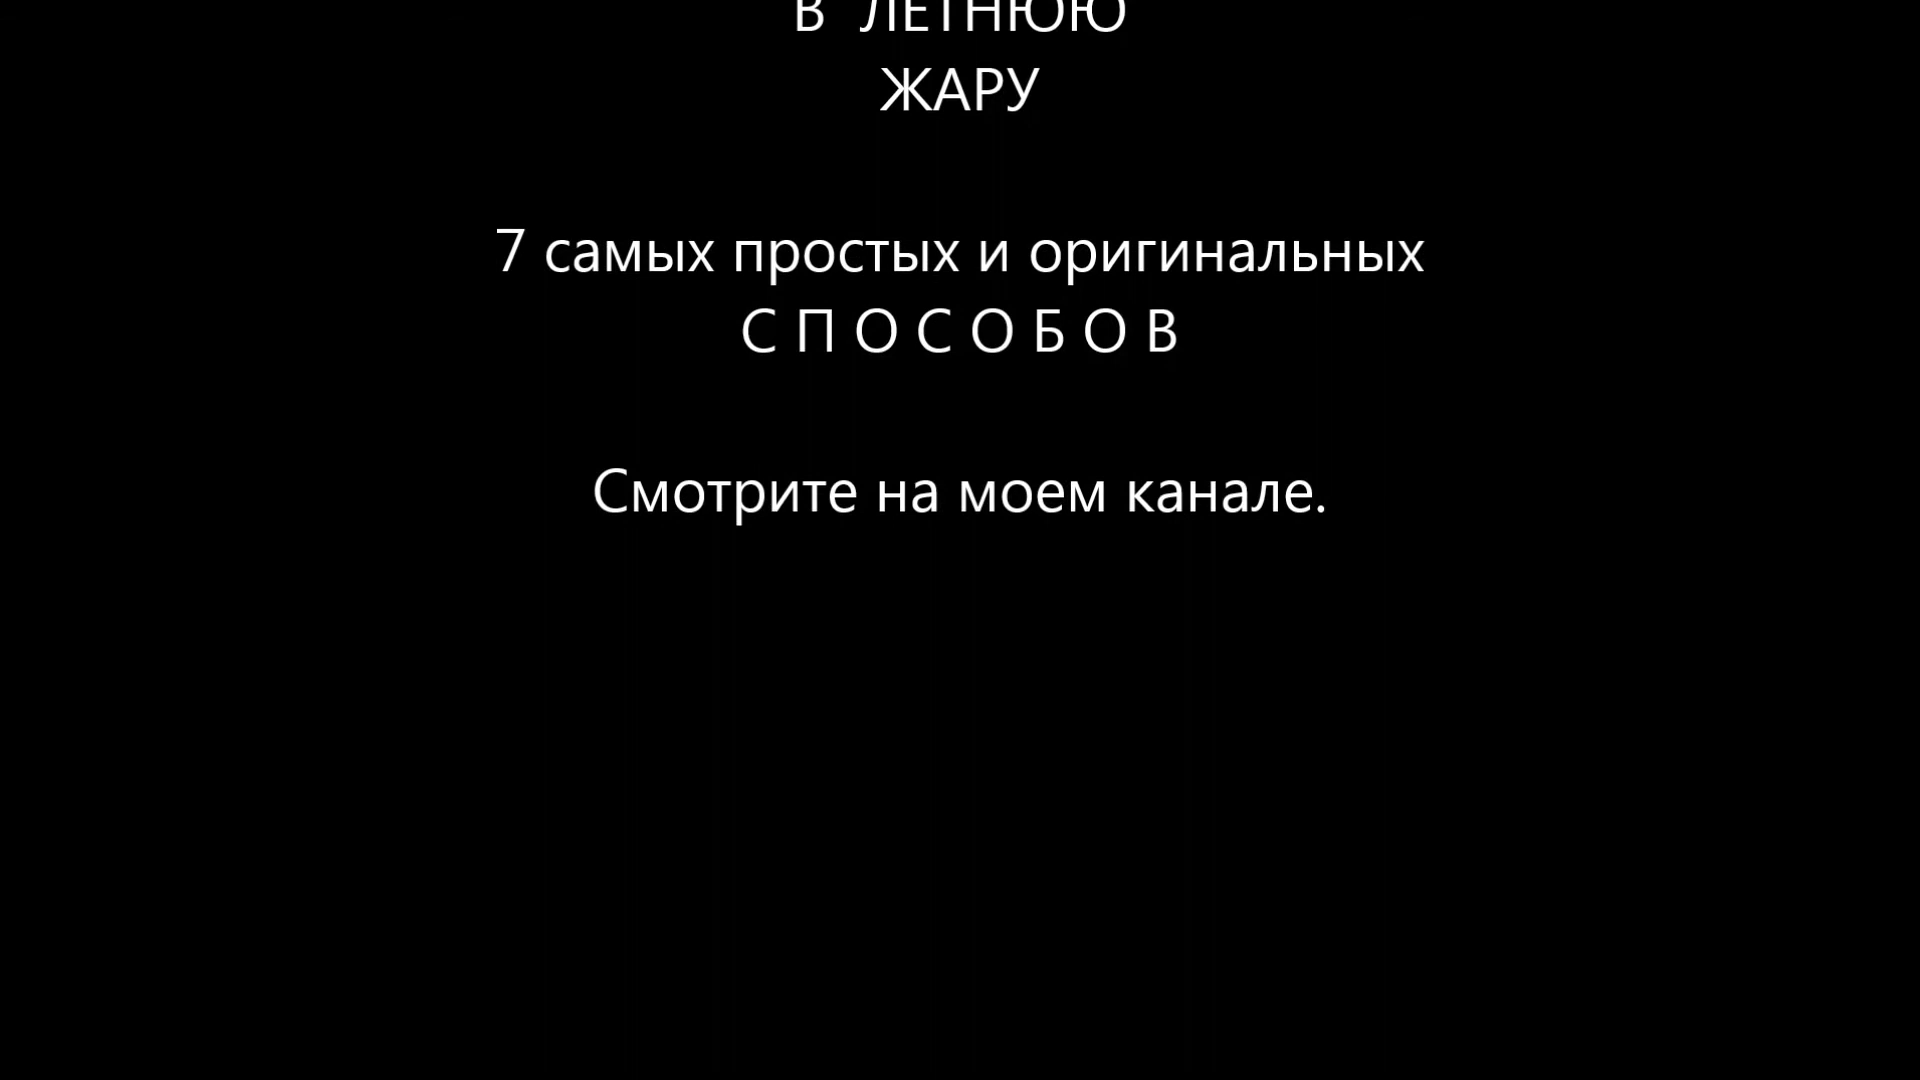 В ЛЕТНЮЮ
ЖАРУ
7 самых простых и оригинальных
С П О С О Б О В
Смотрите на моем канале.